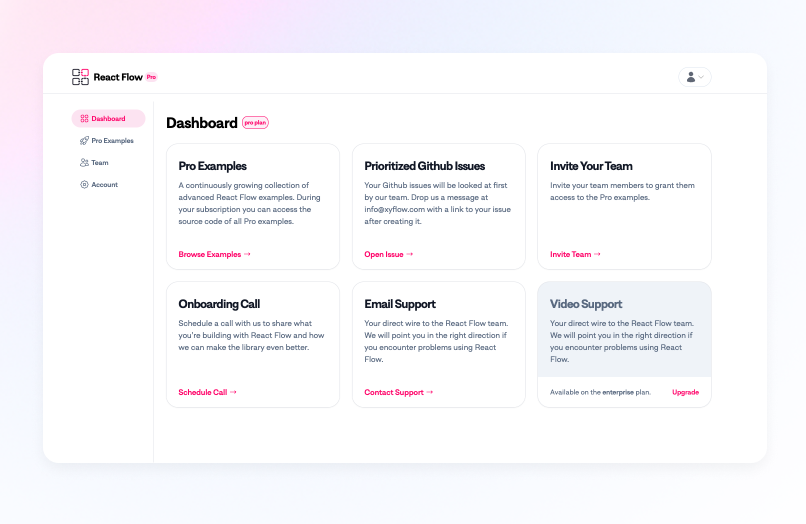 React Flow Pro
Dashboard
Pro Examples
Team
Account
Dashboard pro plan
Pro Examples
A continuously growing collection of
advanced React Flow examples. During
your subscription you can access the
source code of all Pro examples.
Browse Examples →
Prioritized Github Issues
Your Github issues will be looked at first
by our team. Drop us a message at
info@xyflow.com with a link to your issue
after creating it.
Open Issue →
Invite Your Team
Invite your team members to grant them
access to the Pro examples.
Invite Team →
Onboarding Call
Schedule a call with us to share what
you're building with React Flow and how
we can make the library even better.
Schedule Call →
Email Support
Your direct wire to the React Flow team.
We will point you in the right direction if
you encounter problems using React
Flow.
Contact Support →
Video Support
Your direct wire to the React Flow team.
We will point you in the right direction if
you encounter problems using React
Flow.
Available on the enterprise plan. Upgrade